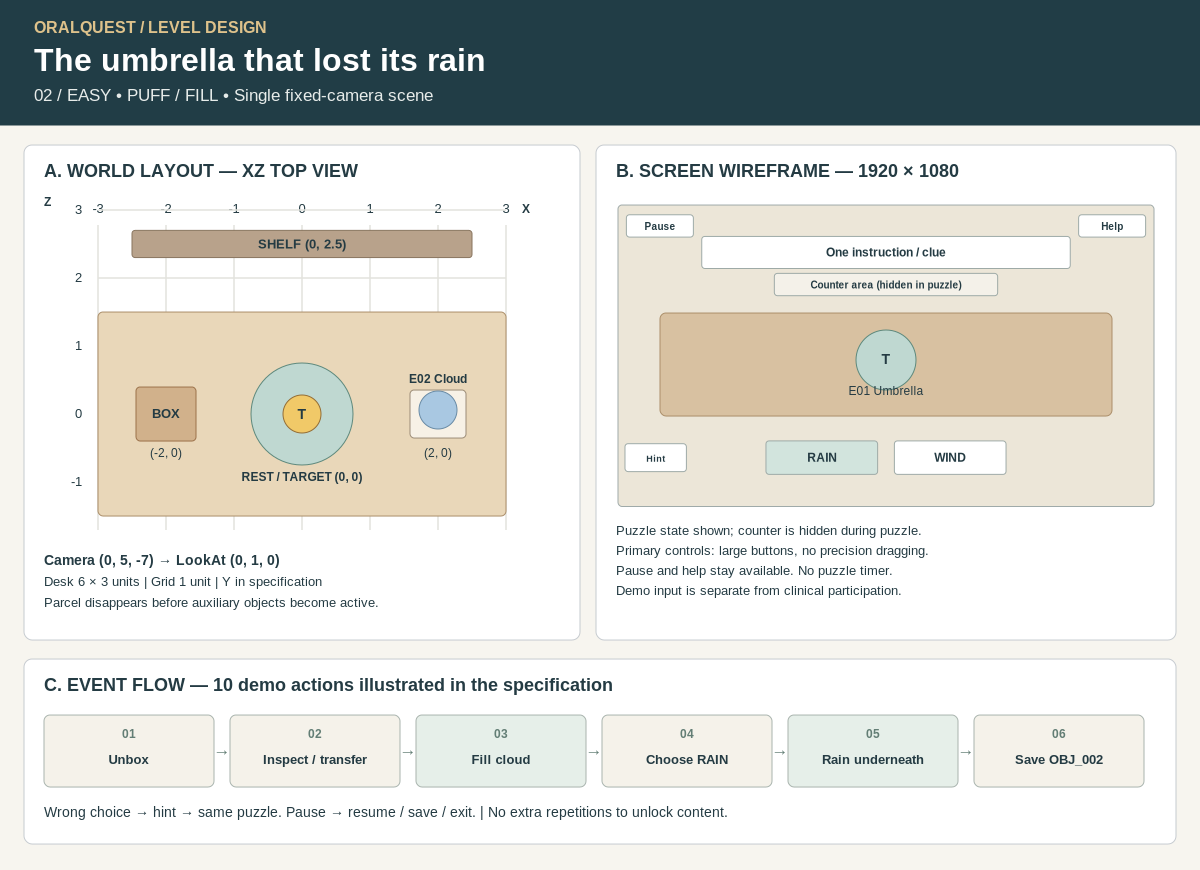 ORALQUEST / LEVEL DESIGN
The umbrella that lost its rain
02 / EASY • PUFF / FILL • Single fixed-camera scene
A. WORLD LAYOUT — XZ TOP VIEW
Z
3 -3 -2 -1 0 1 2 3 X
SHELF (0, 2.5)
2
1
E02 Cloud
0
BOX
T
(-2, 0)
(2, 0)
REST / TARGET (0, 0)
-1
Camera (0, 5, -7) → LookAt (0, 1, 0)
Desk 6 × 3 units | Grid 1 unit | Y in specification
Parcel disappears before auxiliary objects become active.
B. SCREEN WIREFRAME — 1920 × 1080
Pause
Help
One instruction / clue
Counter area (hidden in puzzle)
T
E01 Umbrella
Hint
RAIN
WIND
Puzzle state shown; counter is hidden during puzzle.
Primary controls: large buttons, no precision dragging.
Pause and help stay available. No puzzle timer.
Demo input is separate from clinical participation.
C. EVENT FLOW — 10 demo actions illustrated in the specification
01
Unbox
→
02
Inspect / transfer
→
03
Fill cloud
→
04
Choose RAIN
→
05
Rain underneath
→
06
Save OBJ_002
Wrong choice → hint → same puzzle. Pause → resume / save / exit. | No extra repetitions to unlock content.